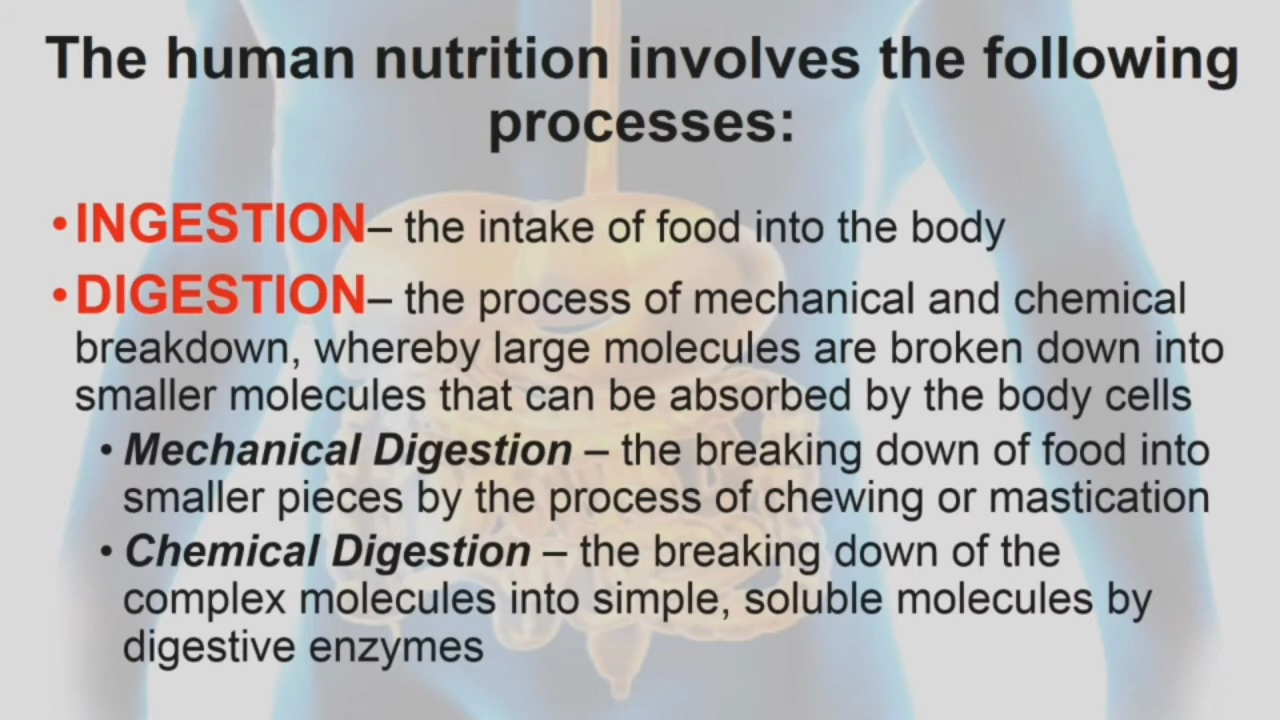 The human nutrition involves the following
processes:
•INGESTION– the intake of food into the body
•DIGESTION– the process of mechanical and chemical
breakdown, whereby large molecules are broken down into
smaller molecules that can be absorbed by the body cells
• Mechanical Digestion – the breaking down of food into
smaller pieces by the process of chewing or mastication
• Chemical Digestion – the breaking down of the
complex molecules into simple, soluble molecules by
digestive enzymes